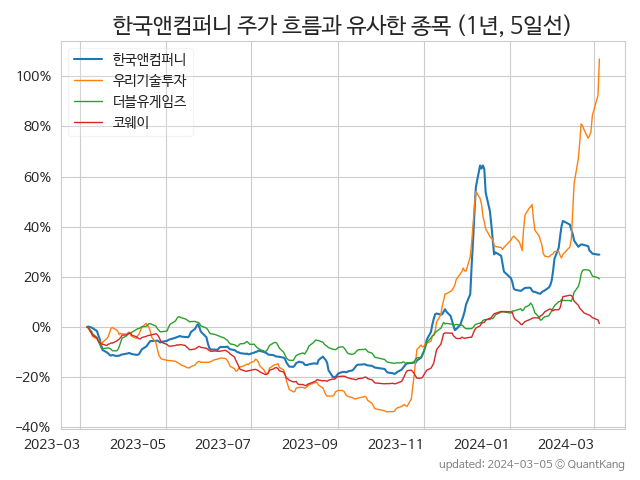 한국앤컴퍼니 주가 흐름과 유사한 종목 (1년, 5일선)
한국앤컴퍼니
우리기술투자
더블유게임즈
코웨이
100%
80%
60%
40%
20%
0%
−20%
−40%
2023-03 2023-05 2023-07 2023-09 2023-11 2024-01 2024-03
updated: 2024-03-05 © QuantKang